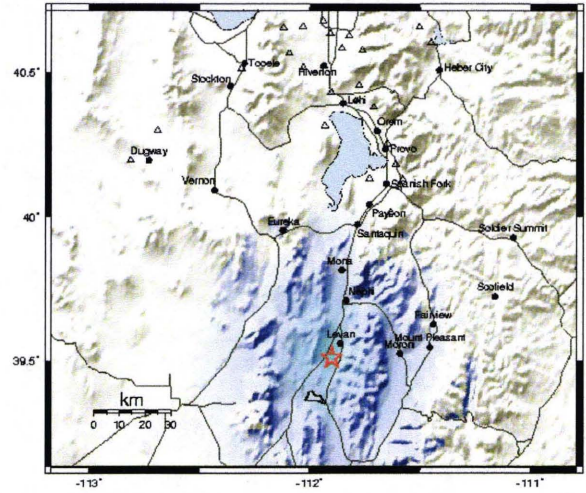 40.5˚
Tooele
Riverton
Heber City
Stockton
Lehi
Orem
Provo
Dugway
Vernon
Spanish Fork
40˚
Eureka
Payson
Santaquin
Soldier Summit
Mona
Nephi
Scofield
Fairview
Levan
Mount Pleasant
Moroni
39.5˚
km
0 10 20 30
-113˚
-112˚
-111˚